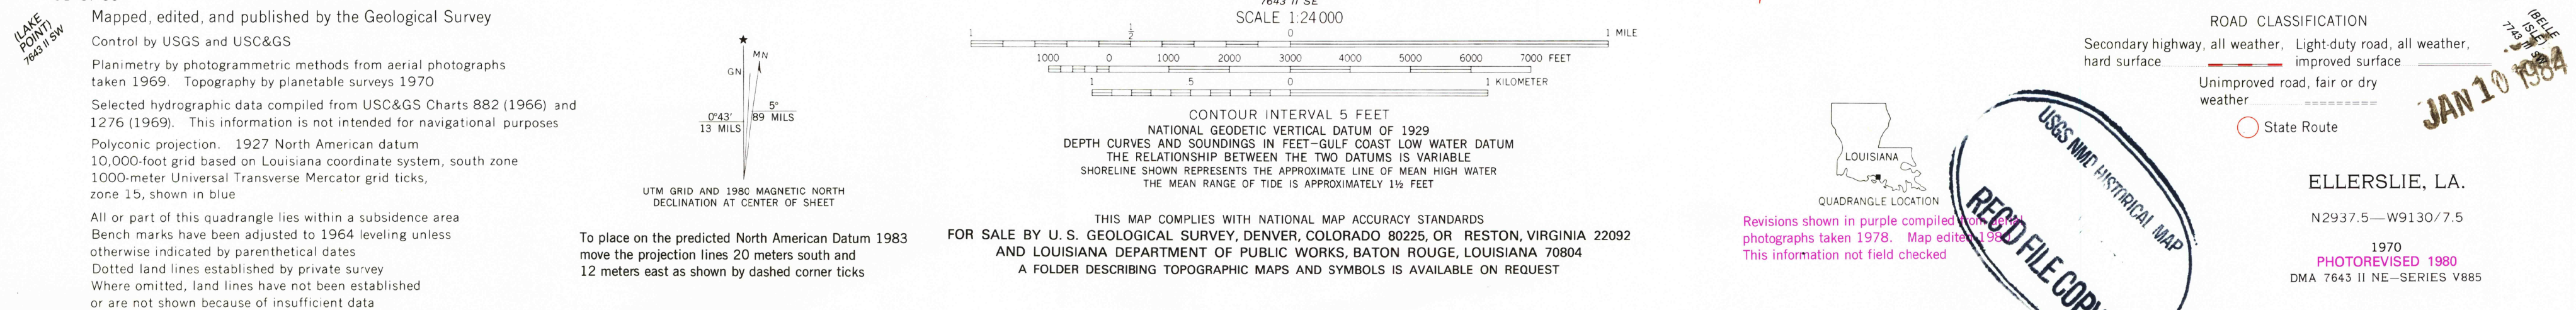 (LAKE
POINT)
7643 II SW
Mapped, edited, and published by the Geological Survey
Control by USGS and USC&GS
Planimetry by photogrammetric methods from aerial photographs
taken 1969. Topography by planetable surveys 1970
Selected hydrographic data compiled from USC&GS Charts 882 (1966) and
1276 (1969). This information is not intended for navigational purposes
Polyconic projection. 1927 North American datum
10,000-foot grid based on Louisiana coordinate system, south zone
1000-meter Universal Transverse Mercator grid ticks,
zone 15, shown in blue
All or part of this quadrangle lies within a subsidence area
Bench marks have been adjusted to 1964 leveling unless
otherwise indicated by parenthetical dates
Dotted land lines established by private survey
Where omitted, land lines have not been established
or are not shown because of insufficient data
★
MN
GN
0°43′
13 MILS
5°
89 MILS
UTM GRID AND 1980 MAGNETIC NORTH
DECLINATION AT CENTER OF SHEET
To place on the predicted North American Datum 1983
move the projection lines 20 meters south and
12 meters east as shown by dashed corner ticks
7643 II SE
SCALE 1:24 000
1 ½ 0 1 MILE
1000 0 1000 2000 3000 4000 5000 6000 7000 FEET
1 5 0 1 KILOMETER
CONTOUR INTERVAL 5 FEET
NATIONAL GEODETIC VERTICAL DATUM OF 1929
DEPTH CURVES AND SOUNDINGS IN FEET—GULF COAST LOW WATER DATUM
THE RELATIONSHIP BETWEEN THE TWO DATUMS IS VARIABLE
SHORELINE SHOWN REPRESENTS THE APPROXIMATE LINE OF MEAN HIGH WATER
THE MEAN RANGE OF TIDE IS APPROXIMATELY 1½ FEET
THIS MAP COMPLIES WITH NATIONAL MAP ACCURACY STANDARDS
FOR SALE BY U. S. GEOLOGICAL SURVEY, DENVER, COLORADO 80225, OR RESTON, VIRGINIA 22092
AND LOUISIANA DEPARTMENT OF PUBLIC WORKS, BATON ROUGE, LOUISIANA 70804
A FOLDER DESCRIBING TOPOGRAPHIC MAPS AND SYMBOLS IS AVAILABLE ON REQUEST
LOUISIANA
QUADRANGLE LOCATION
Revisions shown in purple compiled from aerial
photographs taken 1978. Map edited 1980
This information not field checked
USGS NMD HISTORICAL MAP
REC'D FILE COPY
ROAD CLASSIFICATION
Secondary highway, all weather, hard surface
Light-duty road, all weather, improved surface
Unimproved road, fair or dry
weather
State Route
(BELLE
ISLE)
7743 III SW
JAN 10 1984
ELLERSLIE, LA.
N2937.5—W9130/7.5
1970
PHOTOREVISED 1980
DMA 7643 II NE—SERIES V885